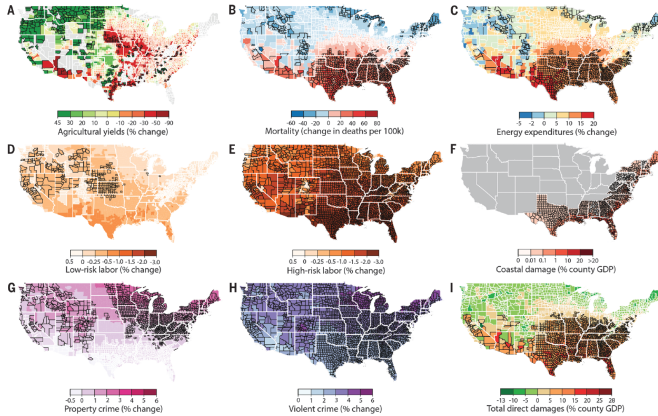 A B C
45 30 20 10 -10 -20 -30 -50 -90
Agricultural yields (% change)
-60 -40 -20 0 20 40 60 80
Mortality (change in deaths per 100k)
-5 -2 0 2 5 10 15 20
Energy expenditures (% change)
D E F
0.5 0 -0.25 -0.5 -1.0 -1.5 -2.0 -3.0
Low-risk labor (% change)
0.5 0 -0.25 -0.5 -1.0 -1.5 -2.0 -3.0
High-risk labor (% change)
0 0.01 0.1 1 10 20 >20
Coastal damage (% county GDP)
G H I
-0.5 0 1 2 3 4 5 6
Property crime (% change)
0 1 2 3 4 5 6
Violent crime (% change)
-13 -10 -5 0 5 10 15 20 28
Total direct damages (% county GDP)